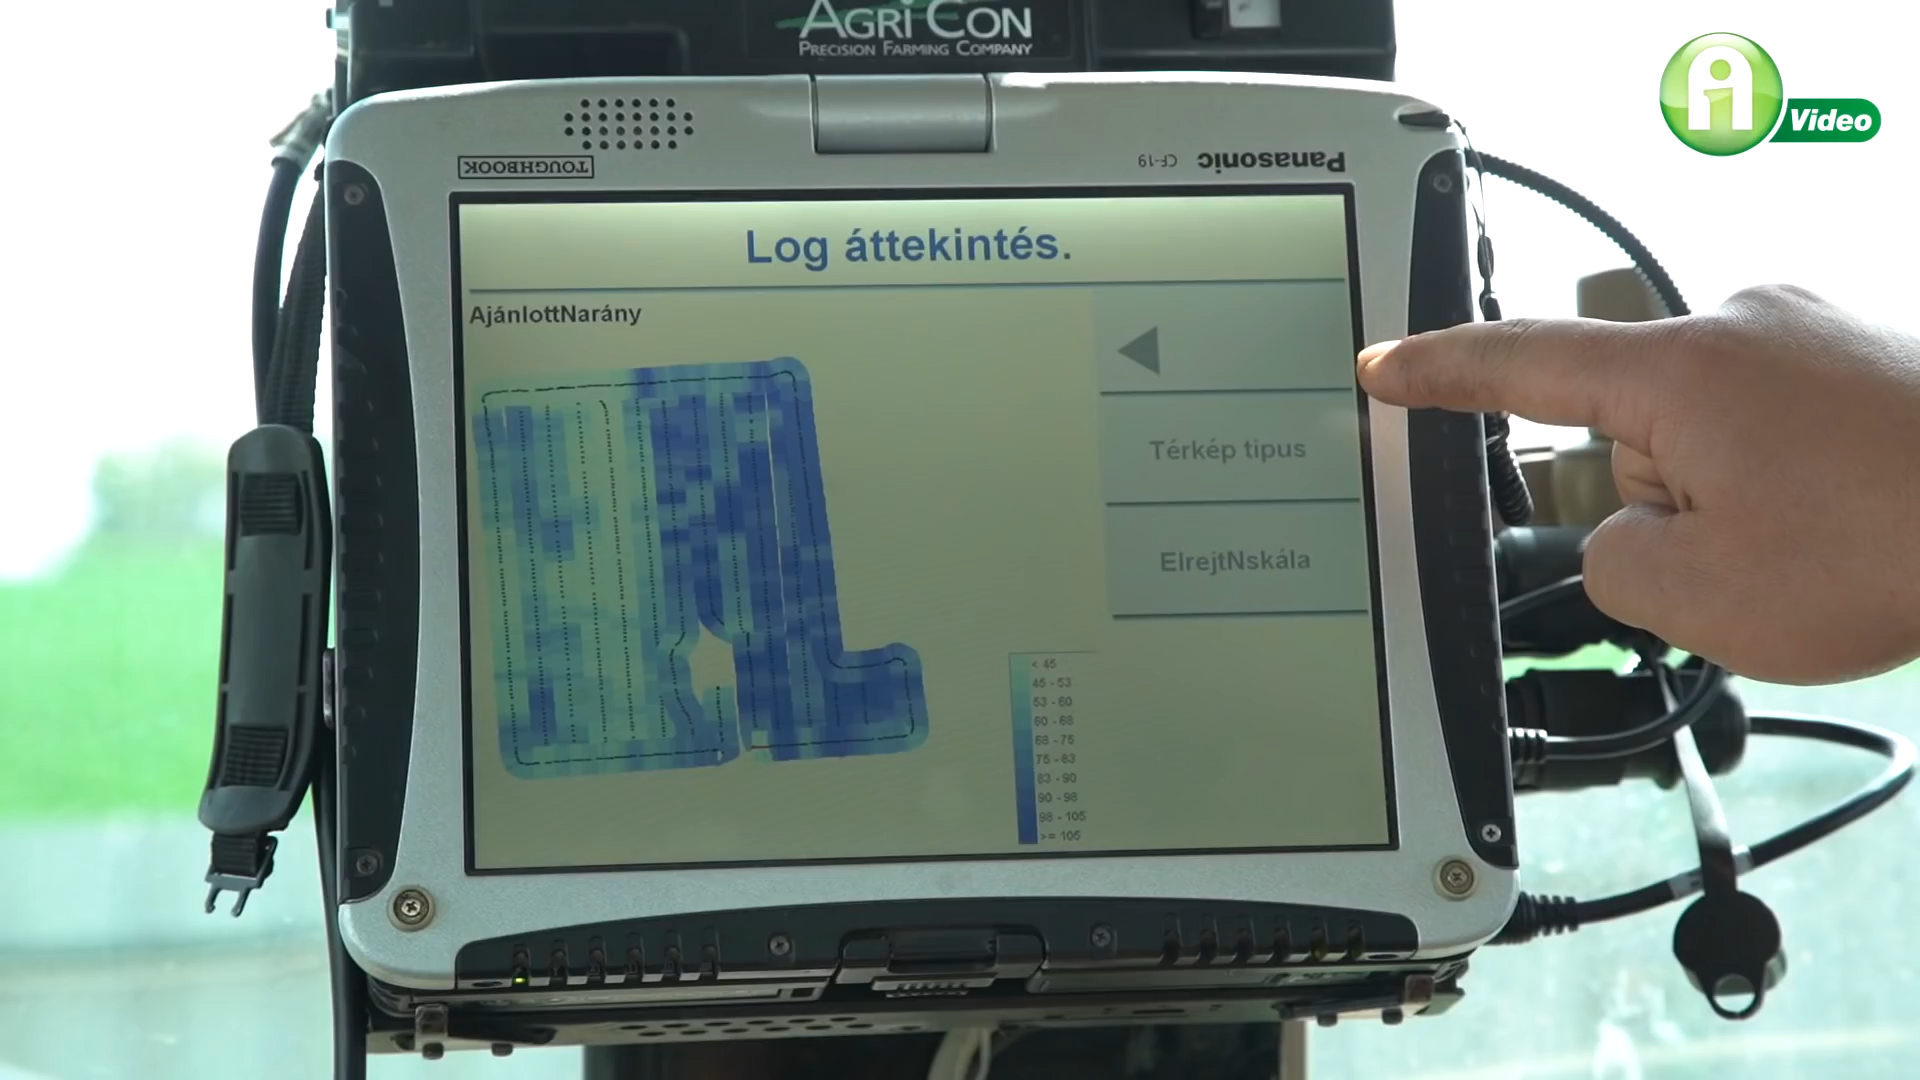 AGRI CON
PRECISION FARMING COMPANY
Video
TOUGHBOOK
CF-19
Panasonic
Log áttekintés.
AjánlottNarány
Térkép tipus
ElrejtNskála
< 45
45 - 53
53 - 60
60 - 68
68 - 75
75 - 83
83 - 90
90 - 98
98 - 105
>= 105